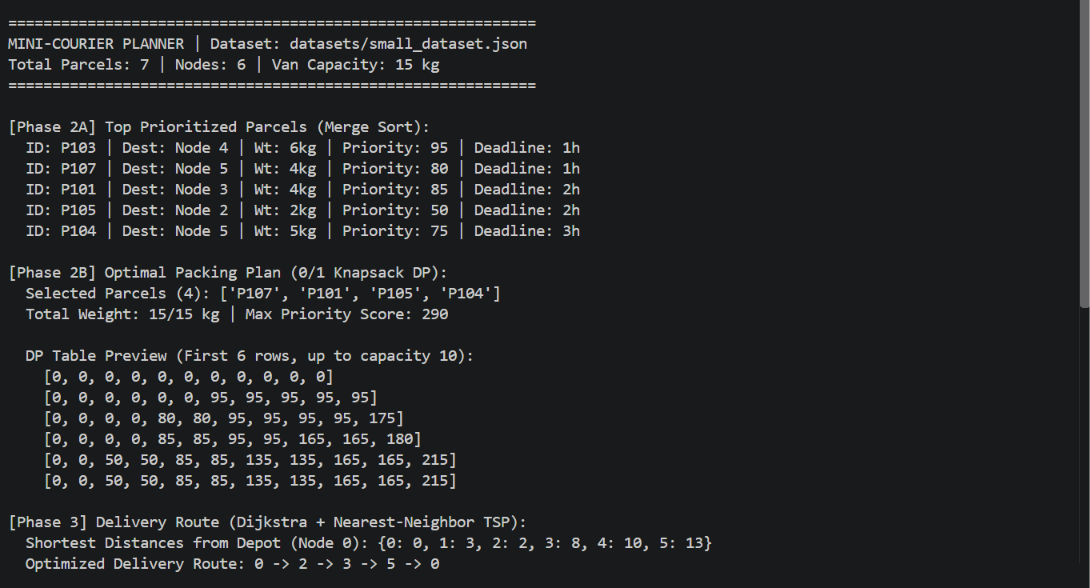 ============================================================
MINI-COURIER PLANNER | Dataset: datasets/small_dataset.json
Total Parcels: 7 | Nodes: 6 | Van Capacity: 15 kg
============================================================
[Phase 2A] Top Prioritized Parcels (Merge Sort):
ID: P103 | Dest: Node 4 | Wt: 6kg | Priority: 95 | Deadline: 1h
ID: P107 | Dest: Node 5 | Wt: 4kg | Priority: 80 | Deadline: 1h
ID: P101 | Dest: Node 3 | Wt: 4kg | Priority: 85 | Deadline: 2h
ID: P105 | Dest: Node 2 | Wt: 2kg | Priority: 50 | Deadline: 2h
ID: P104 | Dest: Node 5 | Wt: 5kg | Priority: 75 | Deadline: 3h
[Phase 2B] Optimal Packing Plan (0/1 Knapsack DP):
Selected Parcels (4): ['P107', 'P101', 'P105', 'P104']
Total Weight: 15/15 kg | Max Priority Score: 290
DP Table Preview (First 6 rows, up to capacity 10):
[0, 0, 0, 0, 0, 0, 0, 0, 0, 0, 0]
[0, 0, 0, 0, 0, 0, 95, 95, 95, 95, 95]
[0, 0, 0, 0, 80, 80, 95, 95, 95, 95, 175]
[0, 0, 0, 0, 85, 85, 95, 95, 165, 165, 180]
[0, 0, 50, 50, 85, 85, 135, 135, 165, 165, 215]
[0, 0, 50, 50, 85, 85, 135, 135, 165, 165, 215]
[Phase 3] Delivery Route (Dijkstra + Nearest-Neighbor TSP):
Shortest Distances from Depot (Node 0): {0: 0, 1: 3, 2: 2, 3: 8, 4: 10, 5: 13}
Optimized Delivery Route: 0 -> 2 -> 3 -> 5 -> 0